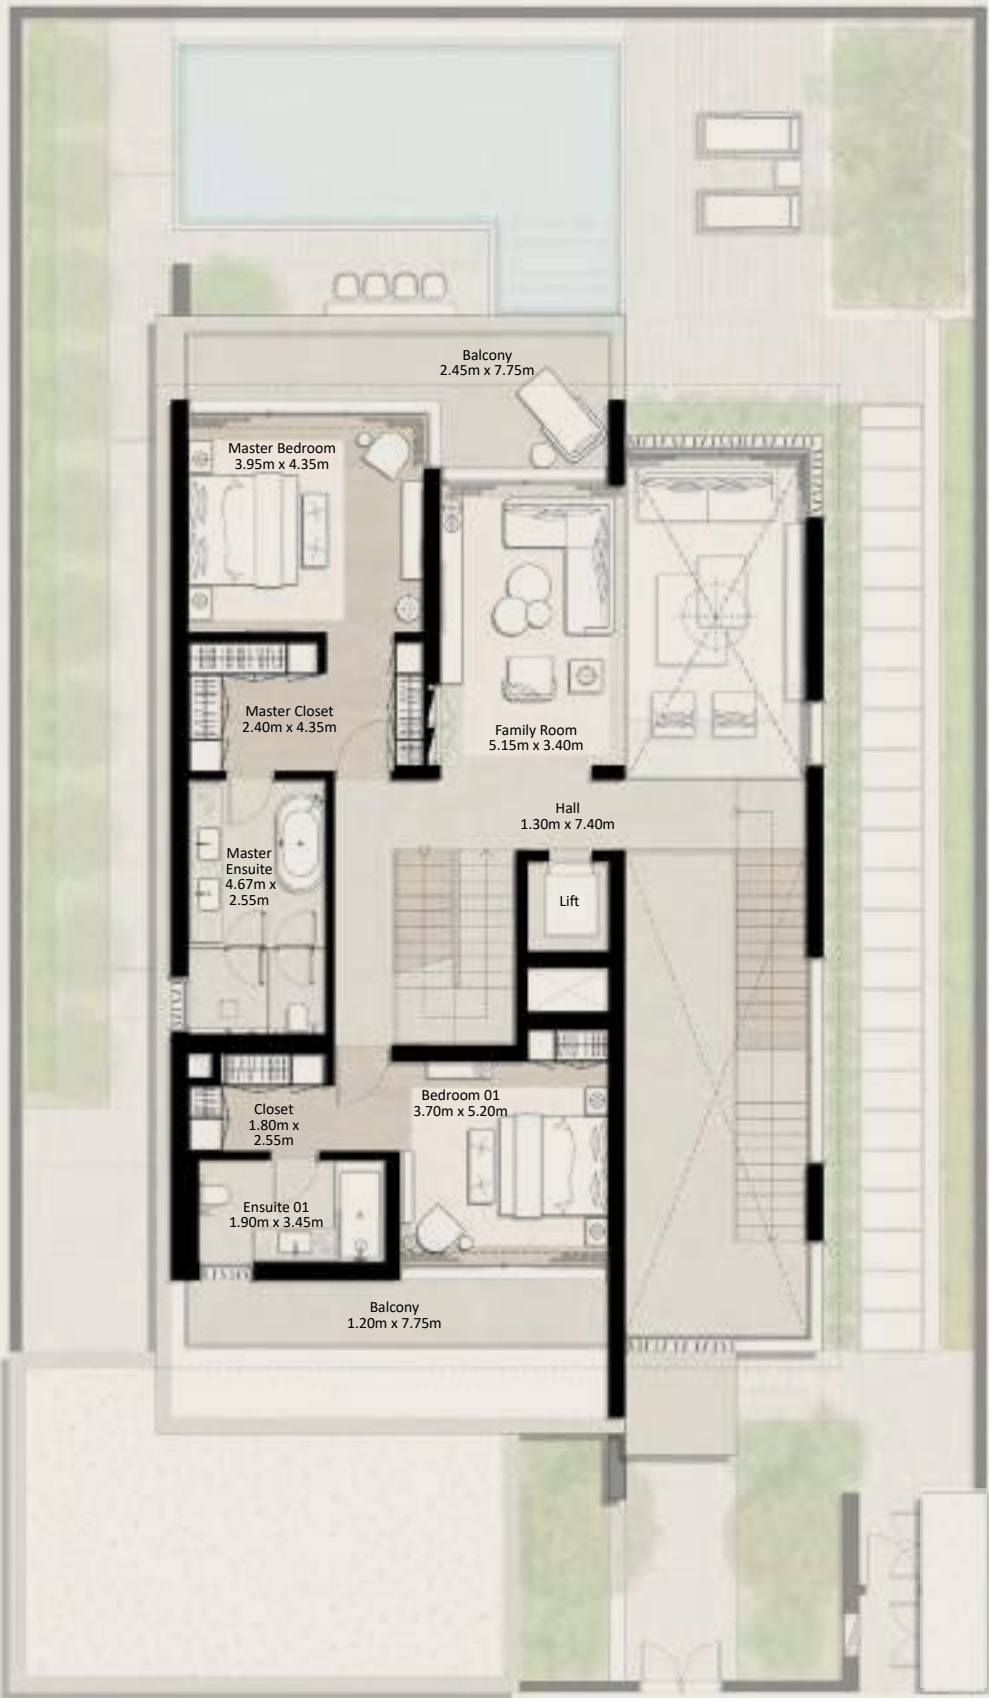 Balcony
2.45m x 7.75m
Master Bedroom
3.95m x 4.35m
Master Closet
2.40m x 4.35m
Family Room
5.15m x 3.40m
Hall
1.30m x 7.40m
Master
Ensuite
4.67m x
2.55m
Lift
Bedroom 01
3.70m x 5.20m
Closet
1.80m x
2.55m
Ensuite 01
1.90m x 3.45m
Balcony
1.20m x 7.75m